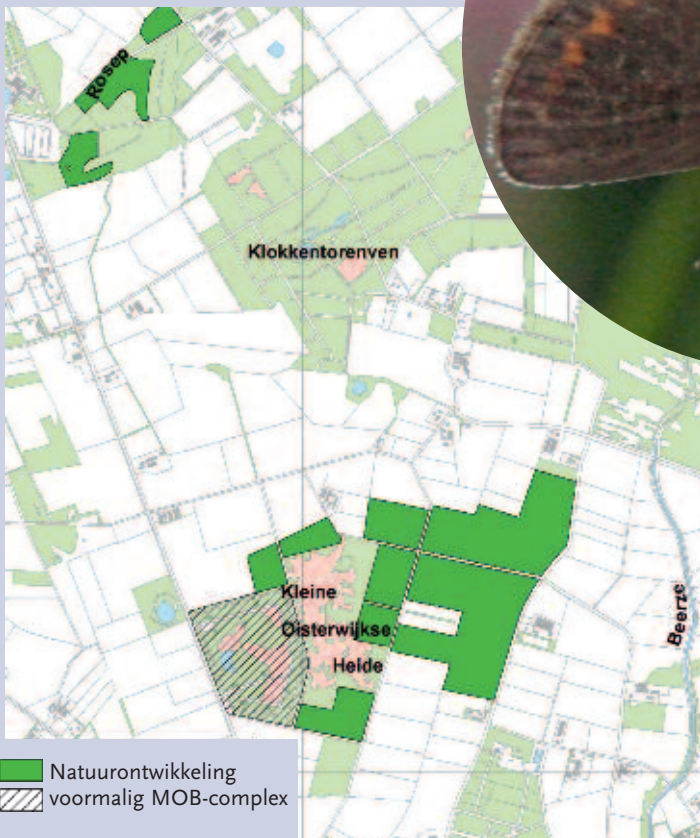 Rosep
Klokkentorenven
Kleine
Oisterwijkse
Heide
Beerze
Natuurontwikkeling
voormalig MOB-complex